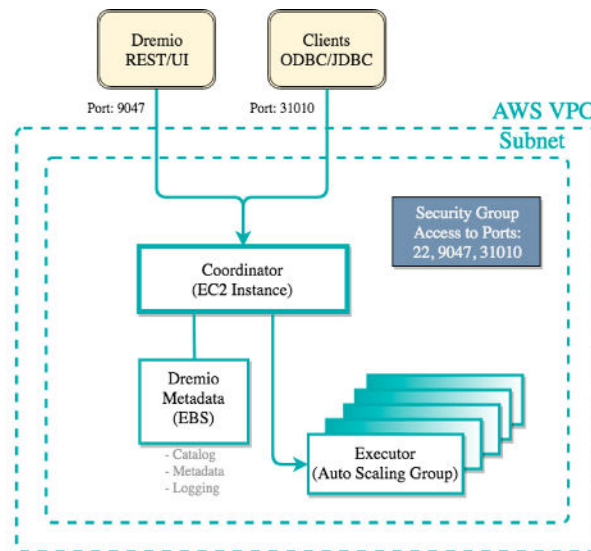 Dremio
REST/UI
Clients
ODBC/JDBC
Port: 9047
Port: 31010
AWS VPC
Subnet
Security Group
Access to Ports:
22, 9047, 31010
Coordinator
(EC2 Instance)
Dremio
Metadata
(EBS)
- Catalog
- Metadata
- Logging
Executor
(Auto Scaling Group)